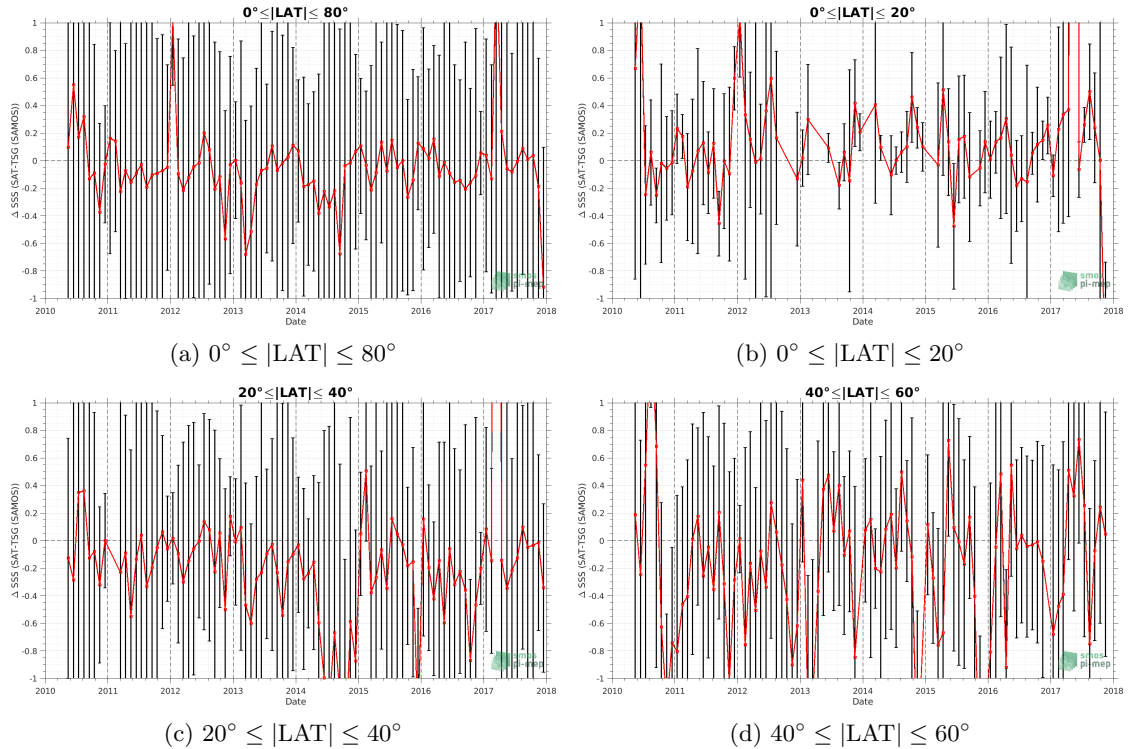 0°≤|LAT|≤ 80°
Δ SSS (SAT-TSG (SAMOS))
1
0.8
0.6
0.4
0.2
0
-0.2
-0.4
-0.6
-0.8
-1
smos
pi-mep
2010 2011 2012 2013 2014 2015 2016 2017 2018
Date
(a) 0° ≤ |LAT| ≤ 80°
0°≤|LAT|≤ 20°
Δ SSS (SAT-TSG (SAMOS))
1
0.8
0.6
0.4
0.2
0
-0.2
-0.4
-0.6
-0.8
-1
smos
pi-mep
2010 2011 2012 2013 2014 2015 2016 2017 2018
Date
(b) 0° ≤ |LAT| ≤ 20°
20°≤|LAT|≤ 40°
Δ SSS (SAT-TSG (SAMOS))
1
0.8
0.6
0.4
0.2
0
-0.2
-0.4
-0.6
-0.8
-1
smos
pi-mep
2010 2011 2012 2013 2014 2015 2016 2017 2018
Date
(c) 20° ≤ |LAT| ≤ 40°
40°≤|LAT|≤ 60°
Δ SSS (SAT-TSG (SAMOS))
1
0.8
0.6
0.4
0.2
0
-0.2
-0.4
-0.6
-0.8
-1
smos
pi-mep
2010 2011 2012 2013 2014 2015 2016 2017 2018
Date
(d) 40° ≤ |LAT| ≤ 60°